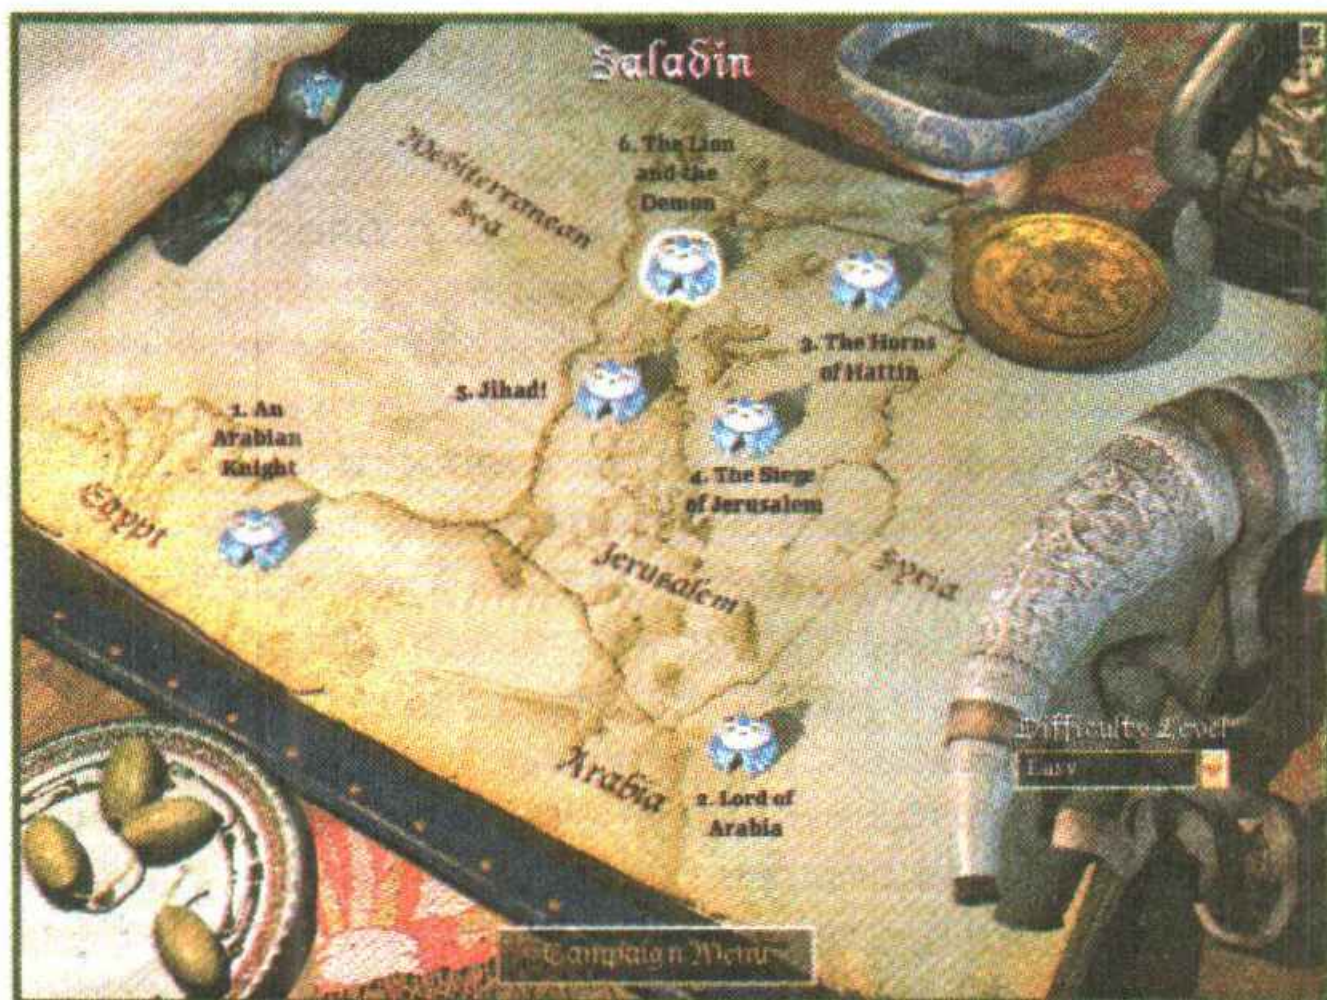 Saladin
Mediterranean
Sea
6. The Lion
and the
Demon
3. The Horns
of Hattin
5. Jihad!
1. An
Arabian
Knight
4. The Siege
of Jerusalem
Egypt
Jerusalem
Syria
Arabia
2. Lord of
Arabia
Difficulty Level
Easy
Campaign Menu